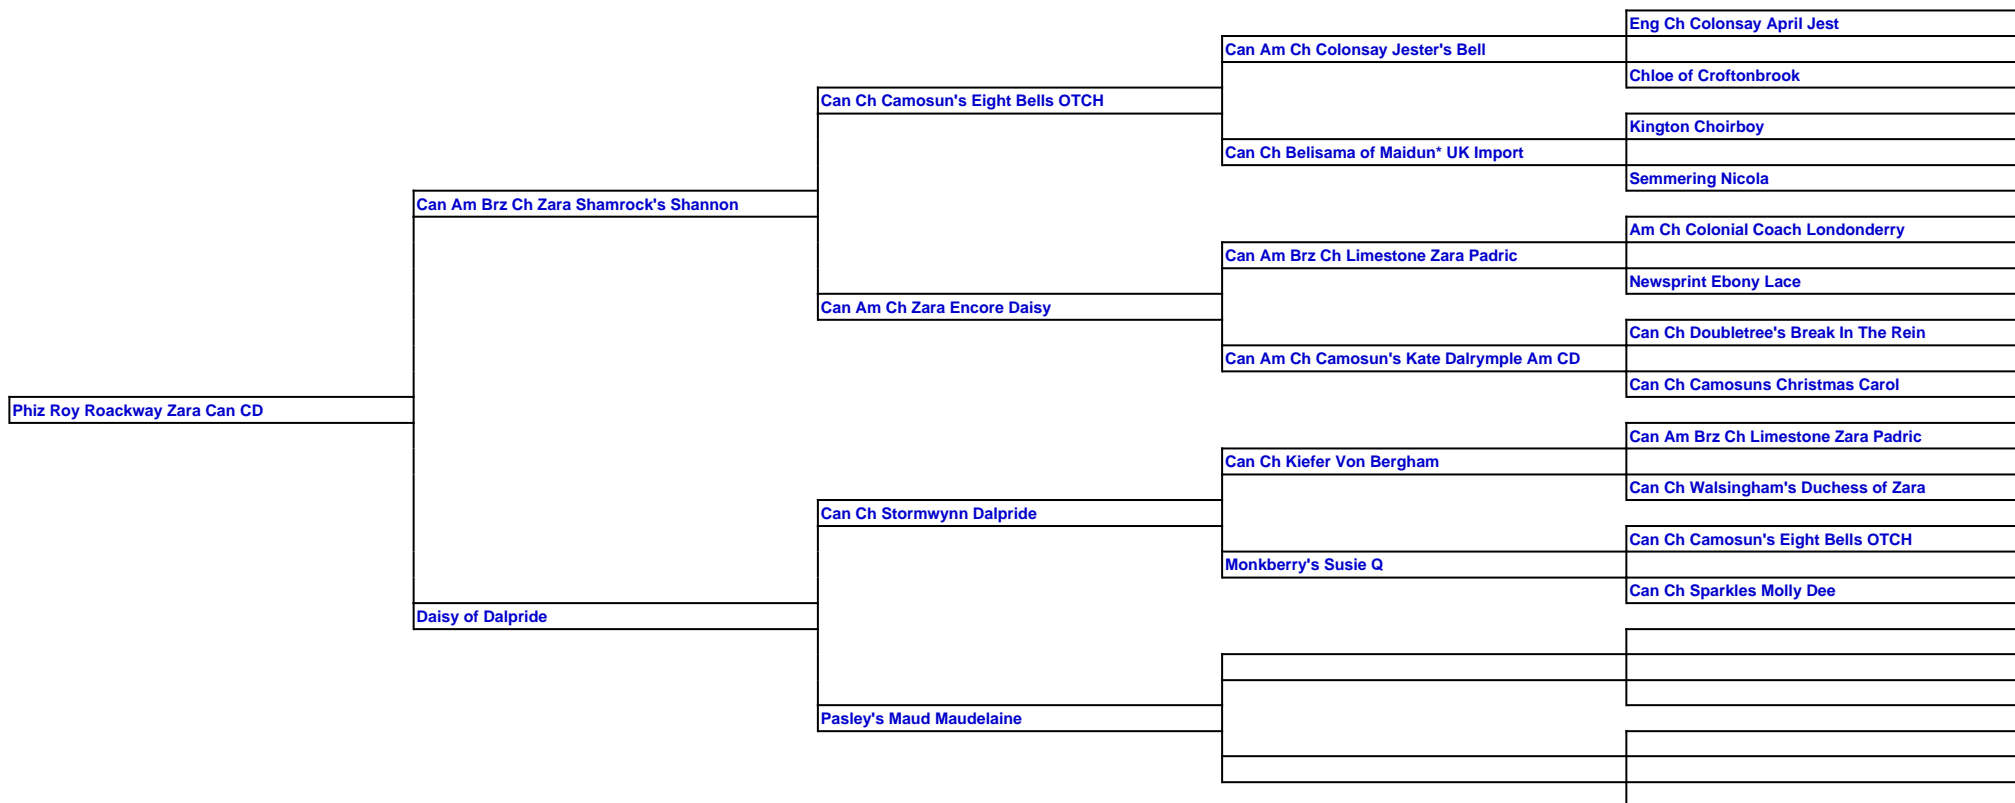 Eng Ch Colonsay April Jest
Can Am Ch Colonsay Jester's Bell
Chloe of Croftonbrook
Can Ch Camosun's Eight Bells OTCH
Kington Choirboy
Can Ch Belisama of Maidun* UK Import
Semmering Nicola
Can Am Brz Ch Zara Shamrock's Shannon
Am Ch Colonial Coach Londonderry
Can Am Brz Ch Limestone Zara Padric
Newsprint Ebony Lace
Can Am Ch Zara Encore Daisy
Can Ch Doubletree's Break In The Rein
Can Am Ch Camosun's Kate Dalrymple Am CD
Can Ch Camosuns Christmas Carol
Phiz Roy Roackway Zara Can CD
Can Am Brz Ch Limestone Zara Padric
Can Ch Kiefer Von Bergham
Can Ch Walsingham's Duchess of Zara
Can Ch Stormwynn Dalpride
Can Ch Camosun's Eight Bells OTCH
Monkberry's Susie Q
Can Ch Sparkles Molly Dee
Daisy of Dalpride
Pasley's Maud Maudelaine